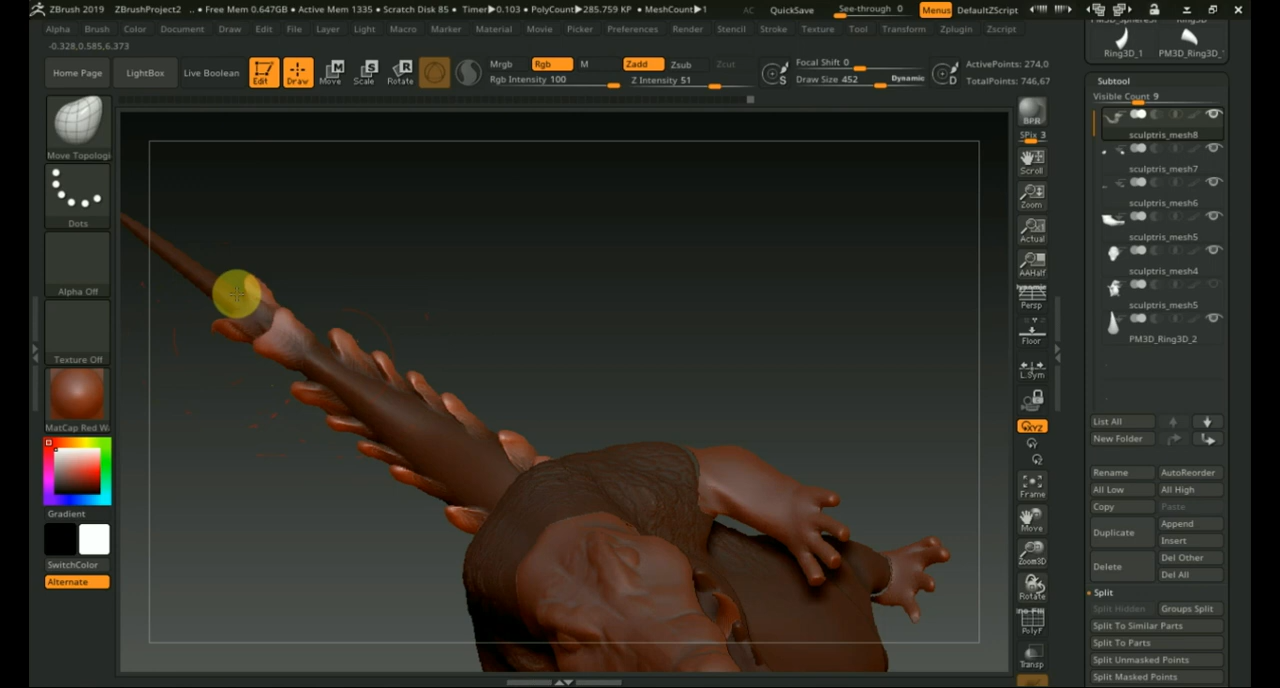 ZBrush 2019 ZBrushProject2 .. • Free Mem 0.647GB • Active Mem 1335 • Scratch Disk 85 • Timer▶0.103 • PolyCount▶285.759 KP • MeshCount▶1 AC QuickSave See-through 0 Menus DefaultZScript
Alpha Brush Color Document Draw Edit File Layer Light Macro Marker Material Movie Picker Preferences Render Stencil Stroke Texture Tool Transform Zplugin Zscript
-0.328,0.585,6.373
Home Page LightBox Live Boolean Edit Draw Move Scale Rotate
Mrgb Rgb M Zadd Zsub Zcut
Rgb Intensity 100 Z Intensity 51
Focal Shift 0
Draw Size 452 Dynamic
ActivePoints: 274,0
TotalPoints: 746,67
Move Topologi
Dots
Alpha Off
Texture Off
MatCap Red W
Gradient
SwitchColor
Alternate
BPR
SPix 3
Scroll
Zoom
Actual
AAHalf
Dynamic
Persp
Floor
L.Sym
XYZ
Frame
Move
Zoom3D
Rotate
PolyF
Transp
Ring3D_1 PM3D_Ring3D_
Subtool
Visible Count 9
sculptris_mesh8
sculptris_mesh7
sculptris_mesh6
sculptris_mesh5
sculptris_mesh4
sculptris_mesh5
PM3D_Ring3D_2
List All
New Folder
Rename AutoReorder
All Low All High
Copy Paste
Duplicate Append
Insert
Delete Del Other
Del All
Split
Split Hidden Groups Split
Split To Similar Parts
Split To Parts
Split Unmasked Points
Split Masked Points